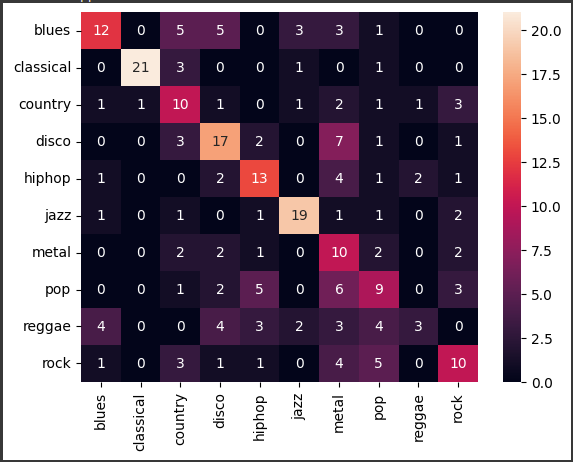 blues 12 0 5 5 0 3 3 1 0 0
classical 0 21 3 0 0 1 0 1 0 0
country 1 1 10 1 0 1 2 1 1 3
disco 0 0 3 17 2 0 7 1 0 1
hiphop 1 0 0 2 13 0 4 1 2 1
jazz 1 0 1 0 1 19 1 1 0 2
metal 0 0 2 2 1 0 10 2 0 2
pop 0 0 1 2 5 0 6 9 0 3
reggae 4 0 0 4 3 2 3 4 3 0
rock 1 0 3 1 1 0 4 5 0 10
blues classical country disco hiphop jazz metal pop reggae rock
20.0
17.5
15.0
12.5
10.0
7.5
5.0
2.5
0.0